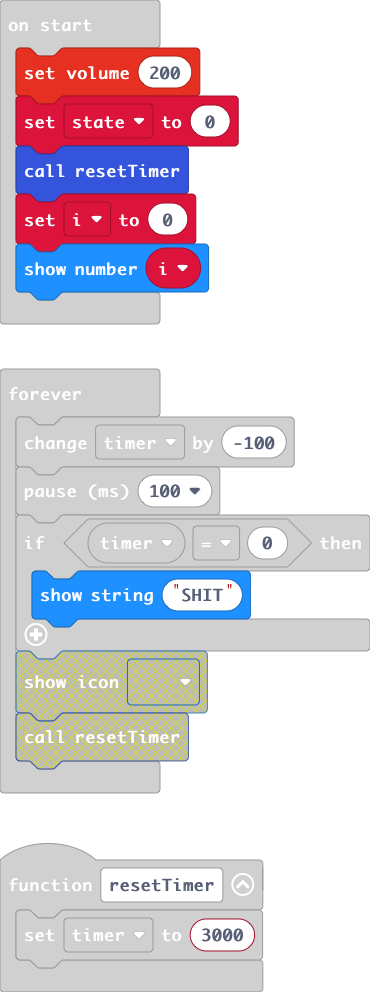 on start
set volume 200
set state to 0
call resetTimer
set i to 0
show number i
forever
change timer by -100
pause (ms) 100
if timer = 0 then
show string "SHIT"
show icon
call resetTimer
function resetTimer
set timer to 3000